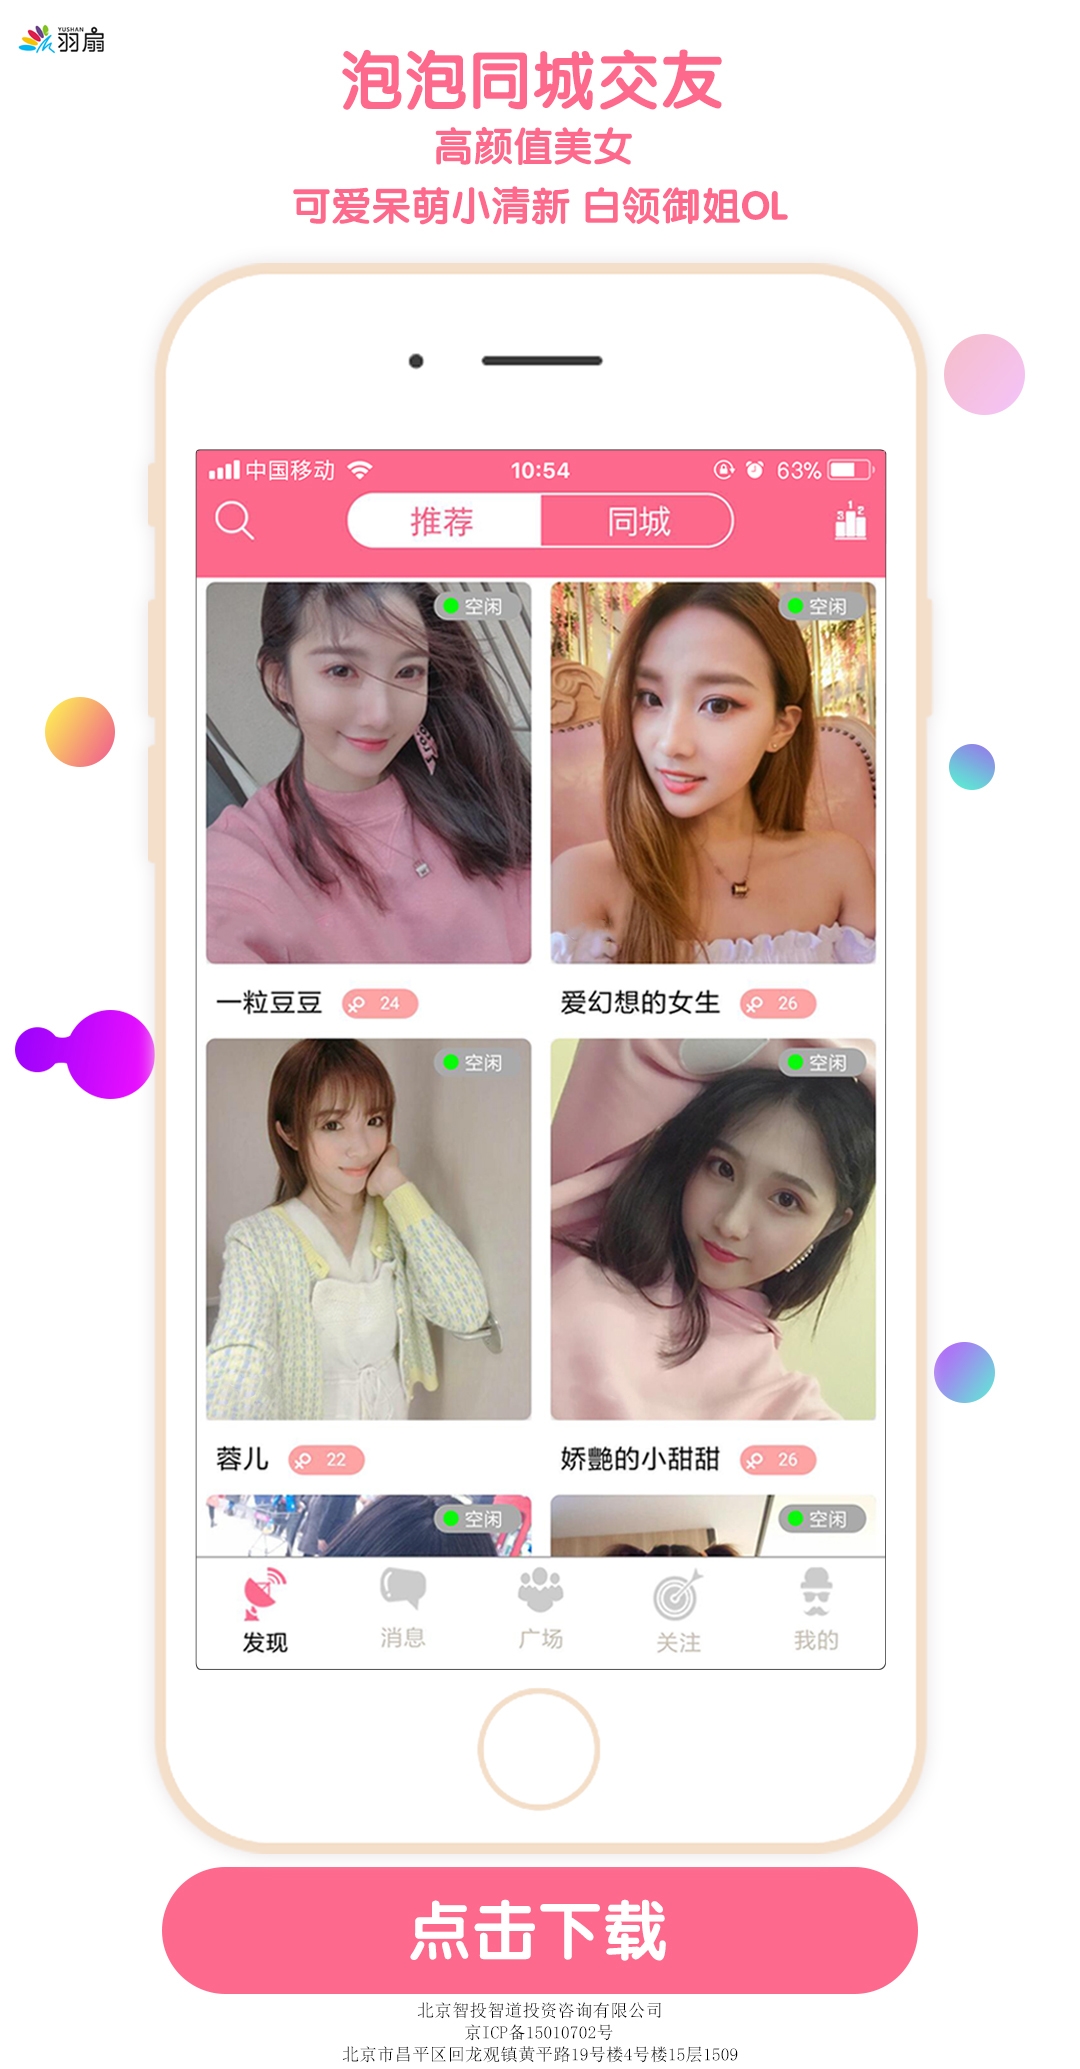 YUSHAN
羽扇
泡泡同城交友
高颜值美女
可爱呆萌小清新 白领御姐OL
中国移动 10:54 63%
推荐 同城 3 1 2
空闲 空闲
一粒豆豆 24 爱幻想的女生 26
空闲 空闲
蓉儿 22 娇艷的小甜甜 26
空闲 空闲
发现 消息 广场 关注 我的
点击下载
北京智投智道投资咨询有限公司
京ICP备15010702号
北京市昌平区回龙观镇黄平路19号楼4号楼15层1509